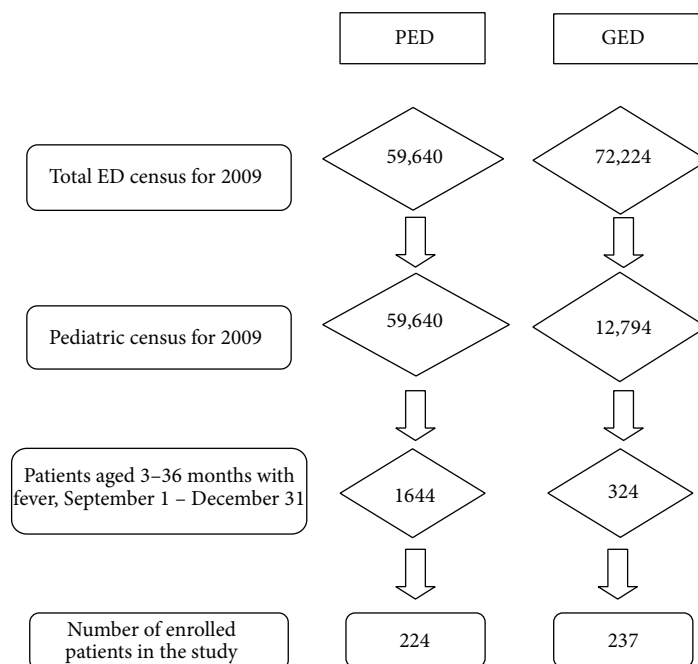 PED GED
Total ED census for 2009 59,640 72,224
Pediatric census for 2009 59,640 12,794
Patients aged 3–36 months with
fever, September 1 – December 31 1644 324
Number of enrolled
patients in the study 224 237